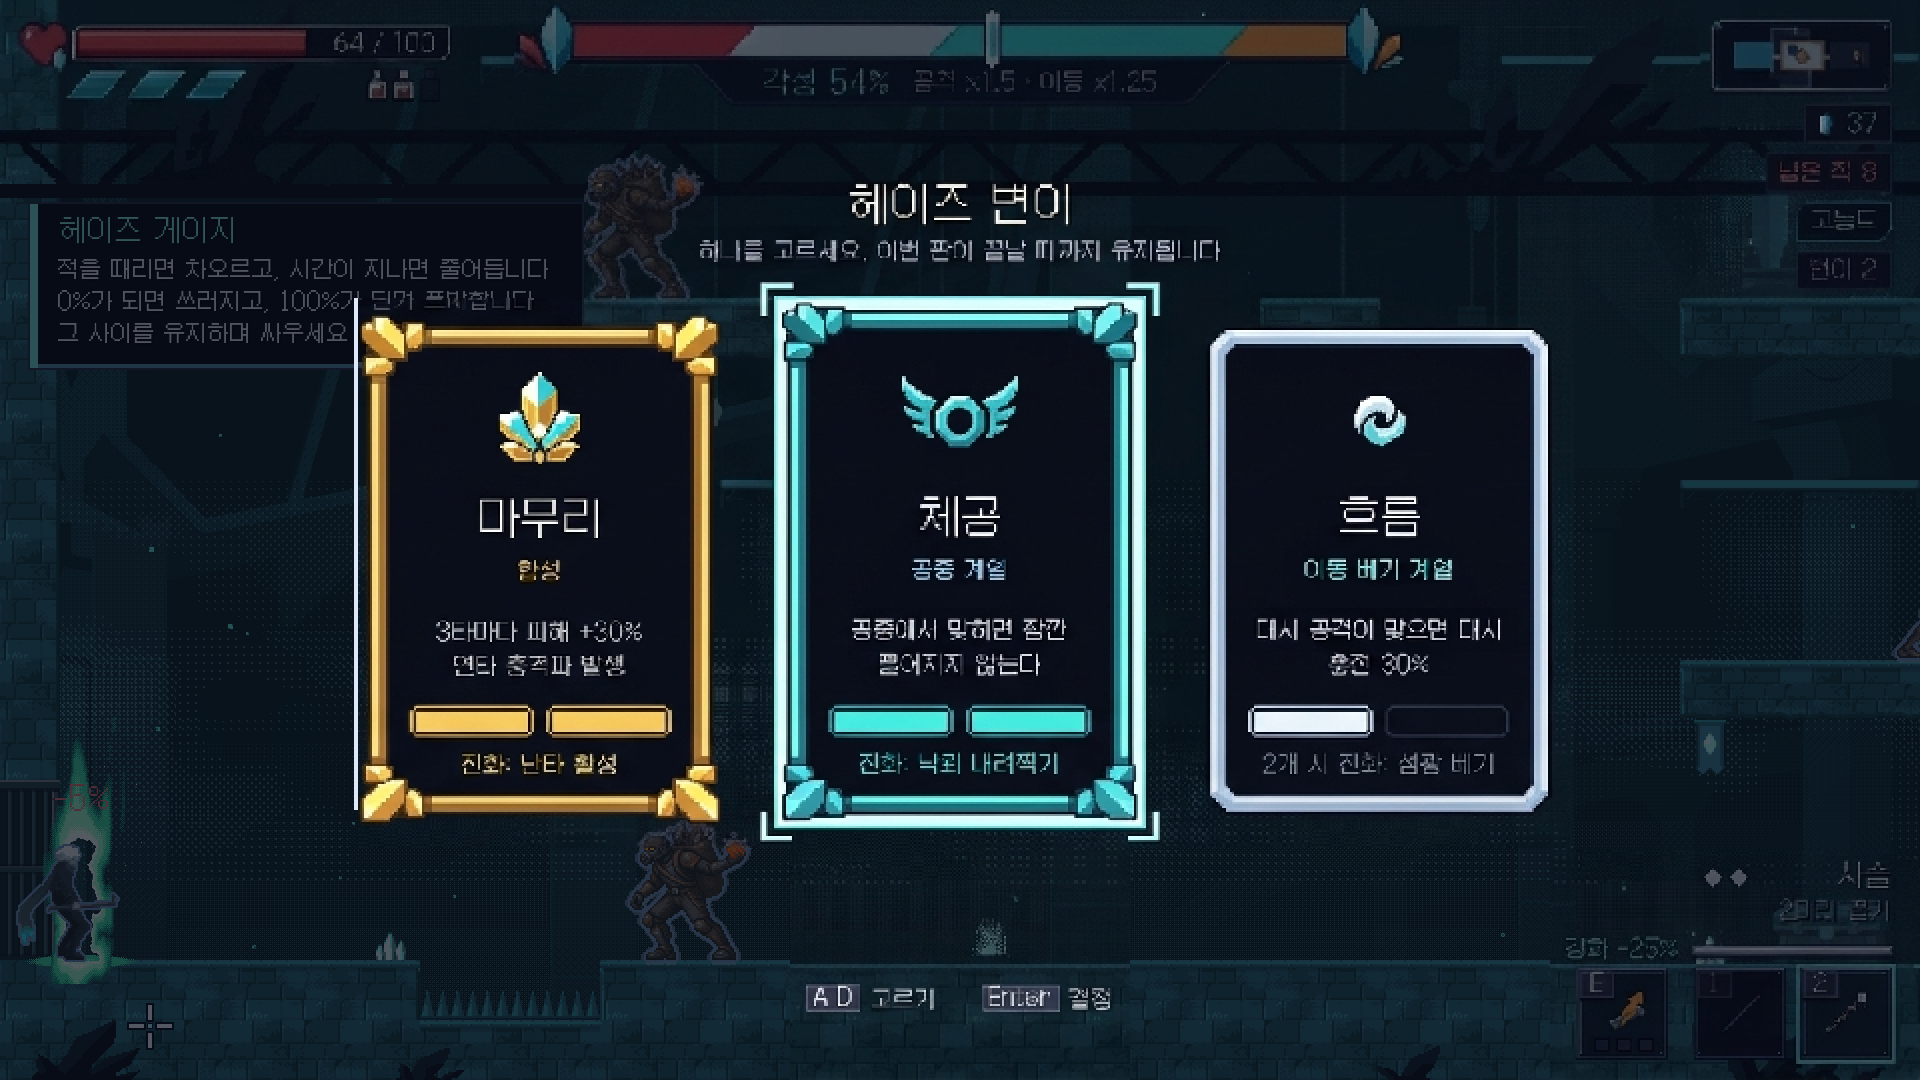 64 / 100
각성 54% 공격 x1.5 · 이동 x1.25
37
남은 적 8
변이 2
헤이즈 게이지
적을 때리면 차오르고, 시간이 지나면 줄어듭니다
0%가 되면 쓰러지고, 100%가
그 사이를 유지하며 싸우세요
헤이즈 변이
하나를 고르세요. 이번 판이 끝날 때까지 유지됩니다
마무리
합성
3타마다 피해 +30%
연타 충격파 발생
진화: 난타 활성
체공
공중 계열
공중에서 맞히면 잠깐
떨어지지 않는다
진화: 낙뢰 내려찍기
흐름
이동 베기 계열
대시 공격이 맞으면 대시
충전 30%
2개 시 진화: 섬광 베기
-5%
A D 고르기 Enter 결정
사슬
2마리 끌기
강화 -25%
E
1
2